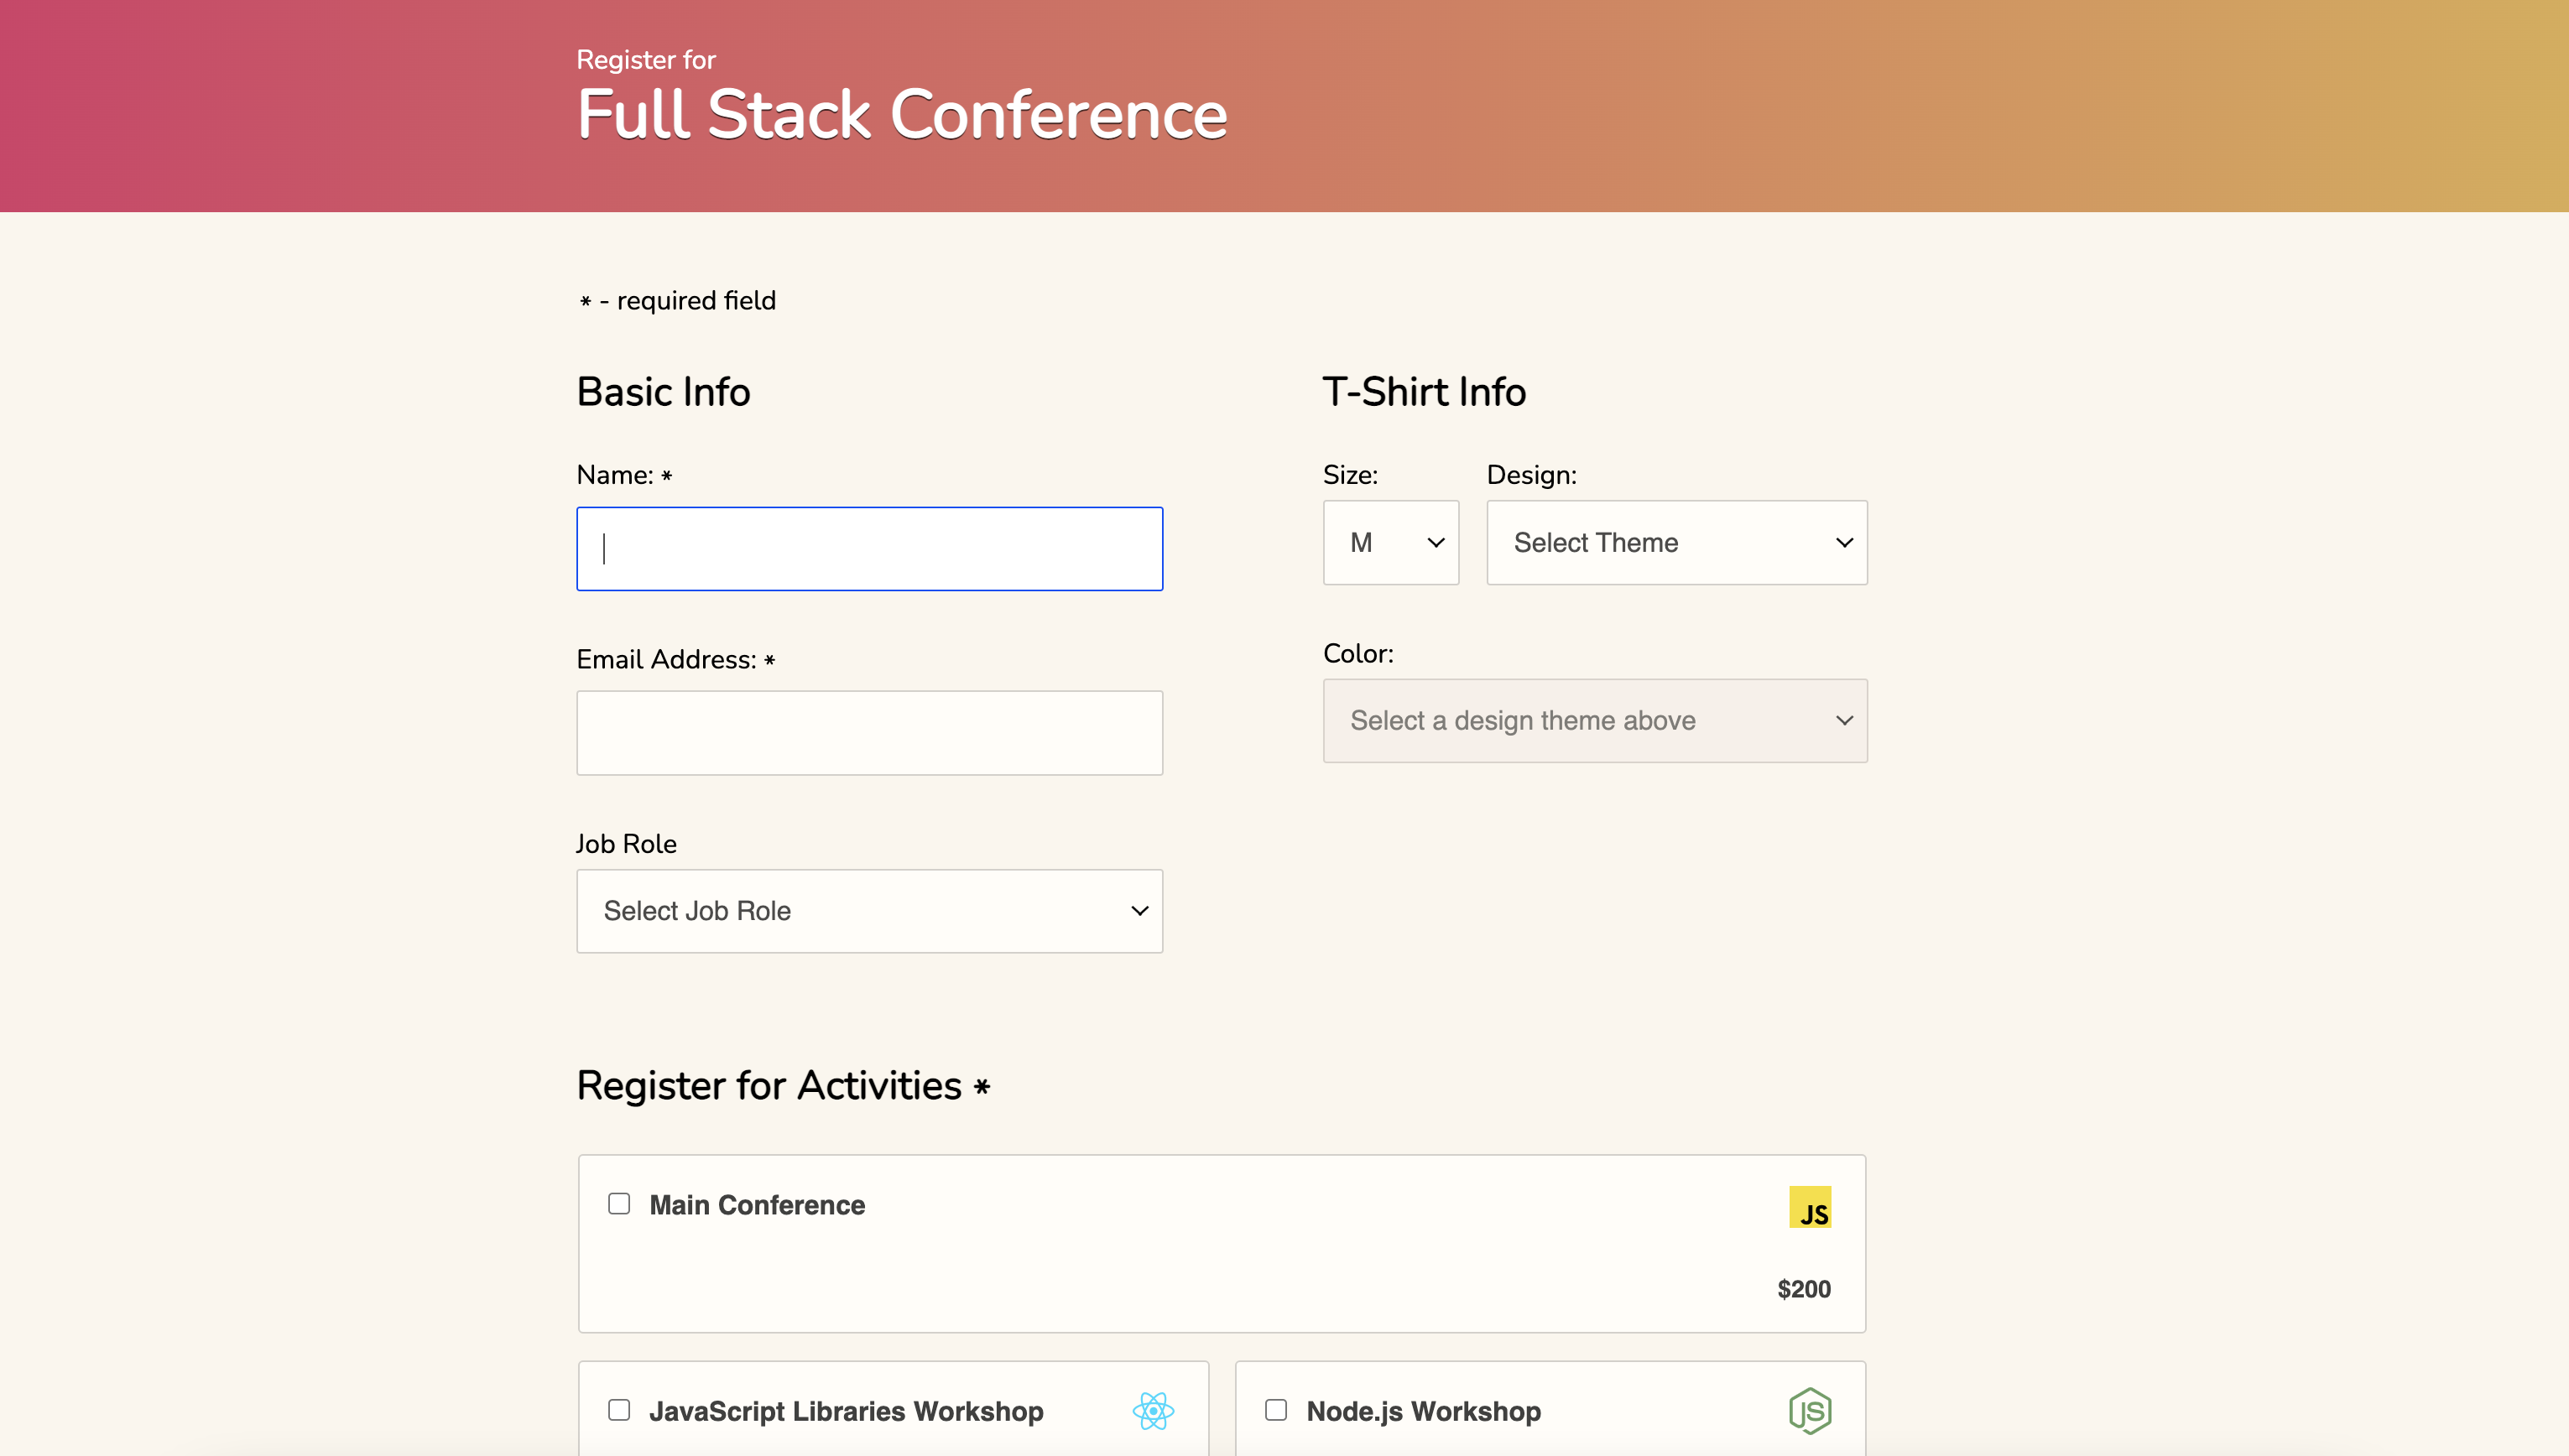 Register for
Full Stack Conference
* - required field
Basic Info
Name: *
Email Address: *
Job Role
Select Job Role
T-Shirt Info
Size:
M
Design:
Select Theme
Color:
Select a design theme above
Register for Activities *
Main Conference
JS
$200
JavaScript Libraries Workshop
Node.js Workshop
JS